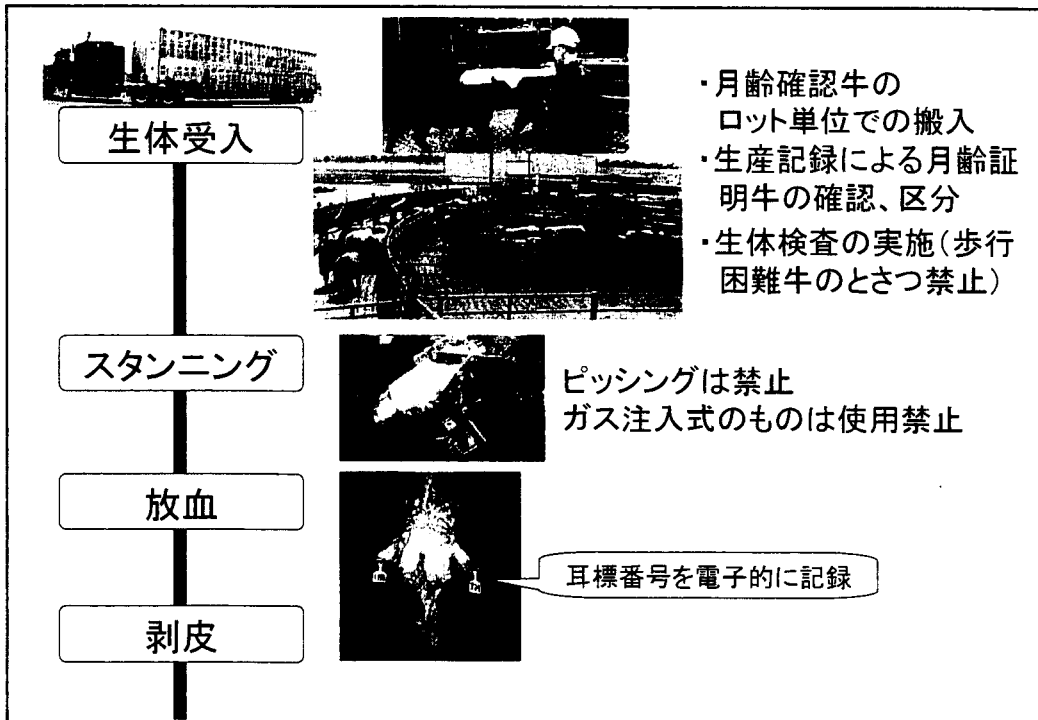 生体受入
・月齢確認牛の
ロット単位での搬入
・生産記録による月齢証
明牛の確認、区分
・生体検査の実施（歩行
困難牛のとさつ禁止）
スタンニング
ピッシングは禁止
ガス注入式のものは使用禁止
放血
耳標番号を電子的に記録
剥皮